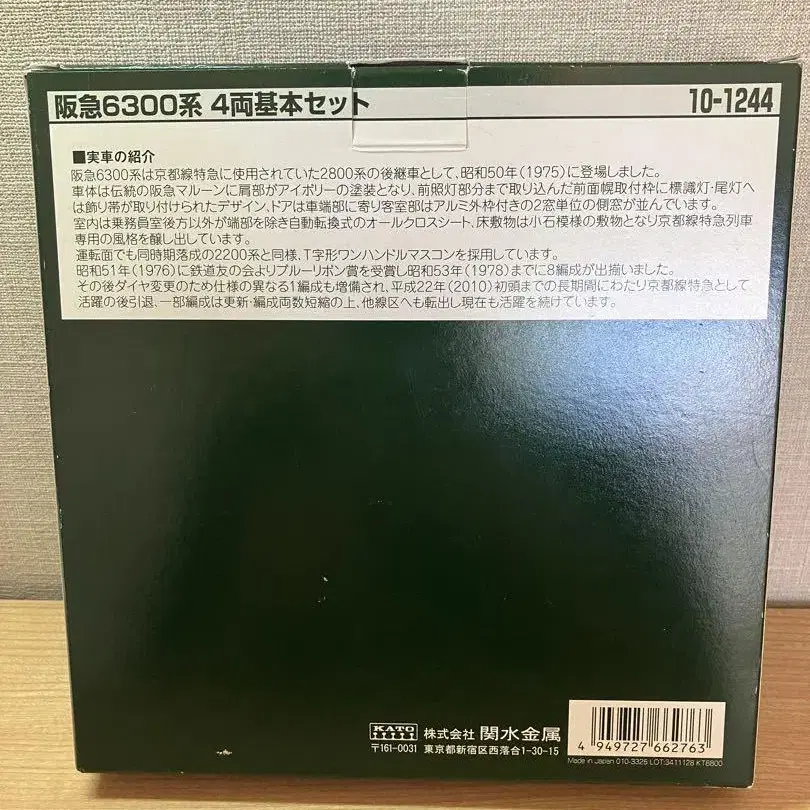 阪急6300系 4両基本セット 10-1244
■実車の紹介
阪急6300系は京都線特急に使用されていた2800系の後継車として、昭和50年(1975)に登場しました。
車体は伝統の阪急マルーンに肩部がアイボリーの塗装となり、前照灯部分まで取り込んだ前面幌取付枠に標識灯・尾灯へ
は飾り帯が取り付けられたデザイン、ドアは車端部に寄り客室部はアルミ外枠付きの2窓単位の側窓が並んでいます。
室内は乗務員室後方以外が端部を除き自動転換式のオールクロスシート、床敷物は小石模様の敷物となり京都線特急列車
専用の風格を醸し出しています。
運転面でも同時期落成の2200系と同様、T字形ワンハンドルマスコンを採用しています。
昭和51年(1976)に鉄道友の会よりブルーリボン賞を受賞し昭和53年(1978)までに8編成が出揃いました。
その後ダイヤ変更のため仕様の異なる1編成も増備され、平成22年(2010)初頭までの長期間にわたり京都線特急として
活躍の後引退、一部編成は更新・編成両数短縮の上、他線区へも転出し現在も活躍を続けています。
KATO 株式会社 関水金属
〒161-0031 東京都新宿区西落合1-30-15
4 949727 662763
Made in Japan 010-3325 LOT:3411128 KT6800